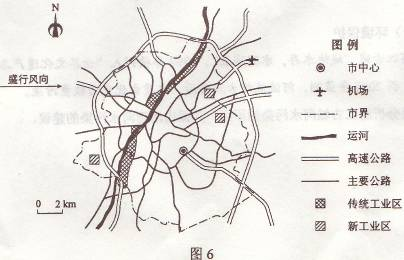 N
盛行风向
0 2 km
图例
市中心
机场
市界
运河
高速公路
主要公路
传统工业区
新工业区
图6